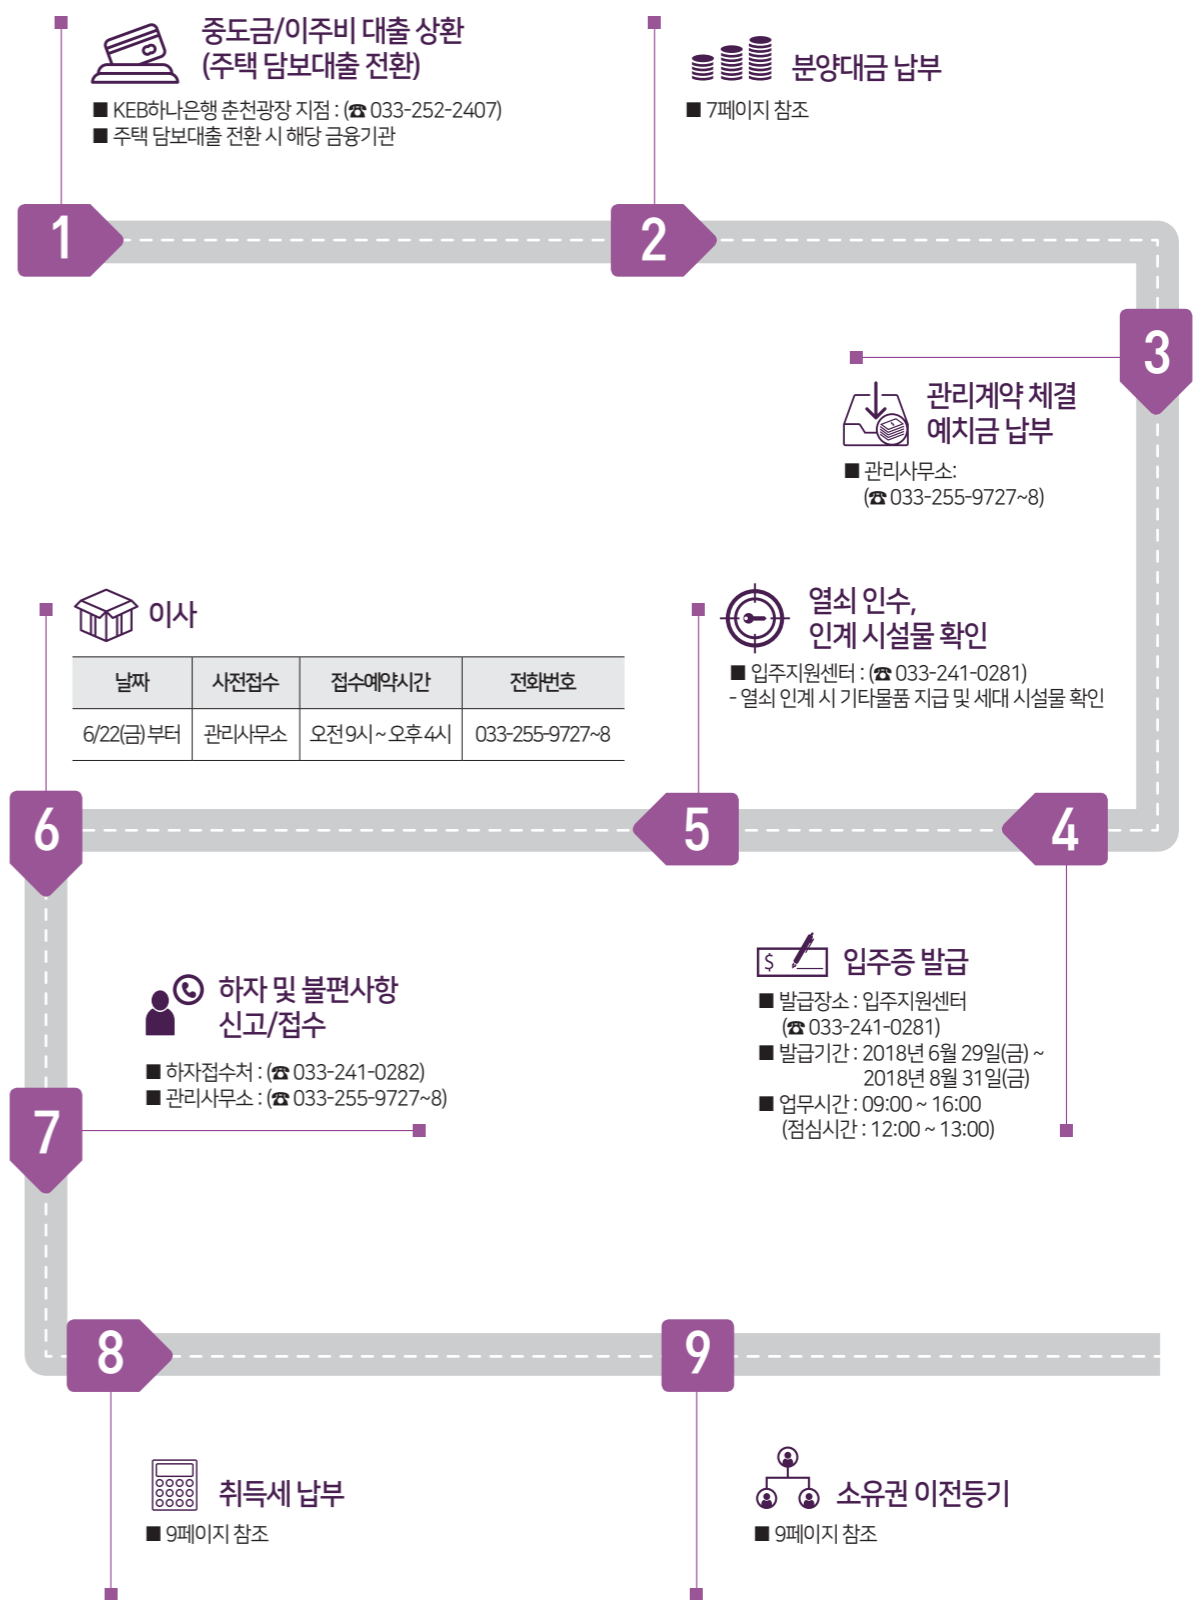 중도금/이주비 대출 상환
(주택 담보대출 전환)
■ KEB하나은행 춘천광장 지점 : (☎ 033-252-2407)
■ 주택 담보대출 전환 시 해당 금융기관
분양대금 납부
■ 7페이지 참조
1
2
3
관리계약 체결
예치금 납부
■ 관리사무소:
(☎ 033-255-9727~8)
열쇠 인수,
인계 시설물 확인
■ 입주지원센터 : (☎ 033-241-0281)
- 열쇠 인계 시 기타물품 지급 및 세대 시설물 확인
이사
날짜 사전접수 접수예약시간 전화번호
6/22(금) 부터 관리사무소 오전 9시 ~ 오후 4시 033-255-9727~8
6
5
4
입주증 발급
■ 발급장소 : 입주지원센터
(☎ 033-241-0281)
■ 발급기간 : 2018년 6월 29일(금) ~
2018년 8월 31일(금)
■ 업무시간 : 09:00 ~ 16:00
(점심시간 : 12:00 ~ 13:00)
하자 및 불편사항
신고/접수
■ 하자접수처 : (☎ 033-241-0282)
■ 관리사무소 : (☎ 033-255-9727~8)
7
8
9
취득세 납부
■ 9페이지 참조
소유권 이전등기
■ 9페이지 참조